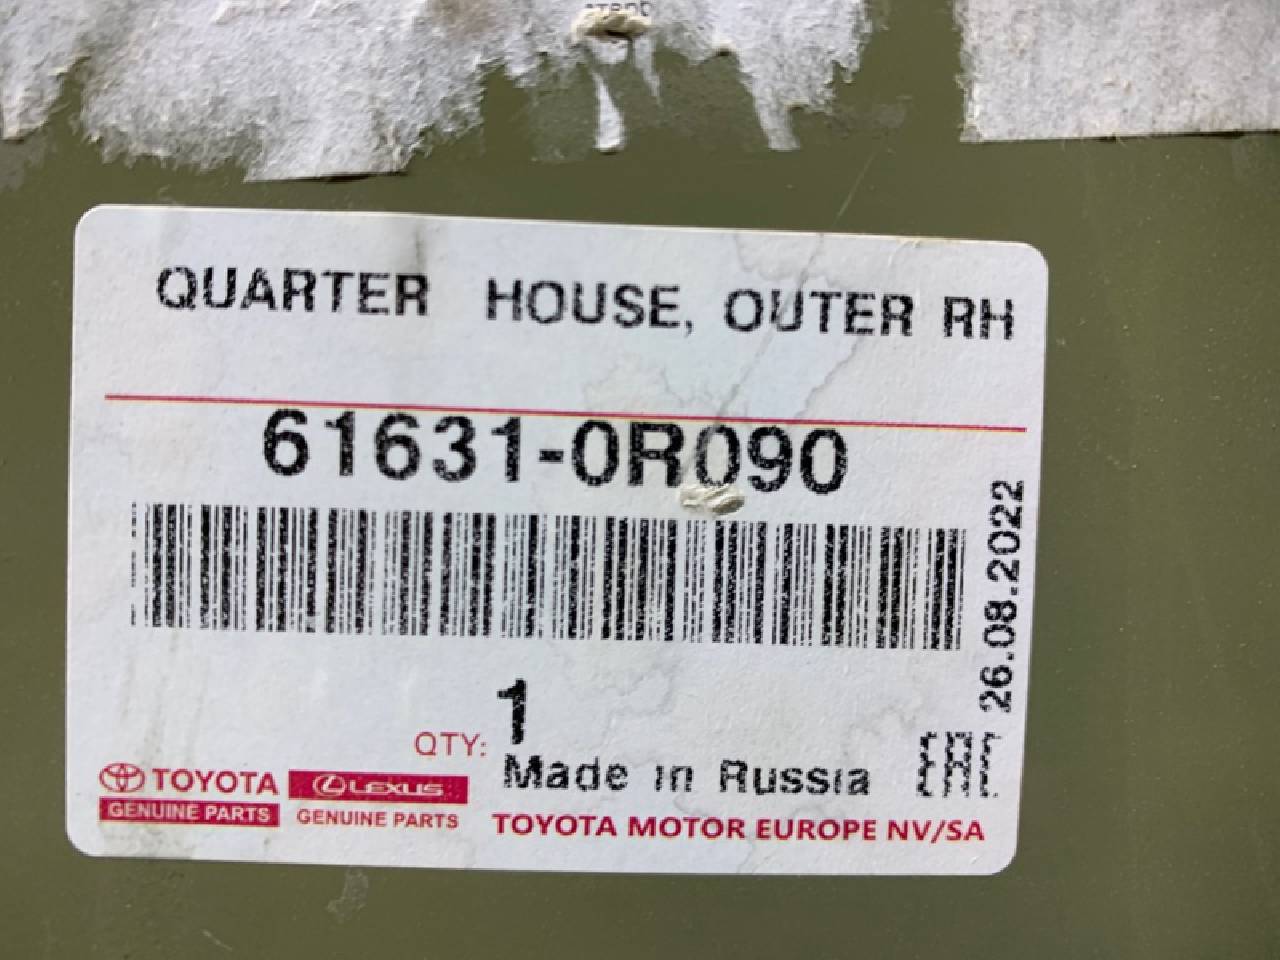 QUARTER HOUSE, OUTER RH
61631-0R090
26.08.2022
QTY: 1
Made in Russia
EAC
TOYOTA
GENUINE PARTS
LEXUS
GENUINE PARTS
TOYOTA MOTOR EUROPE NV/SA